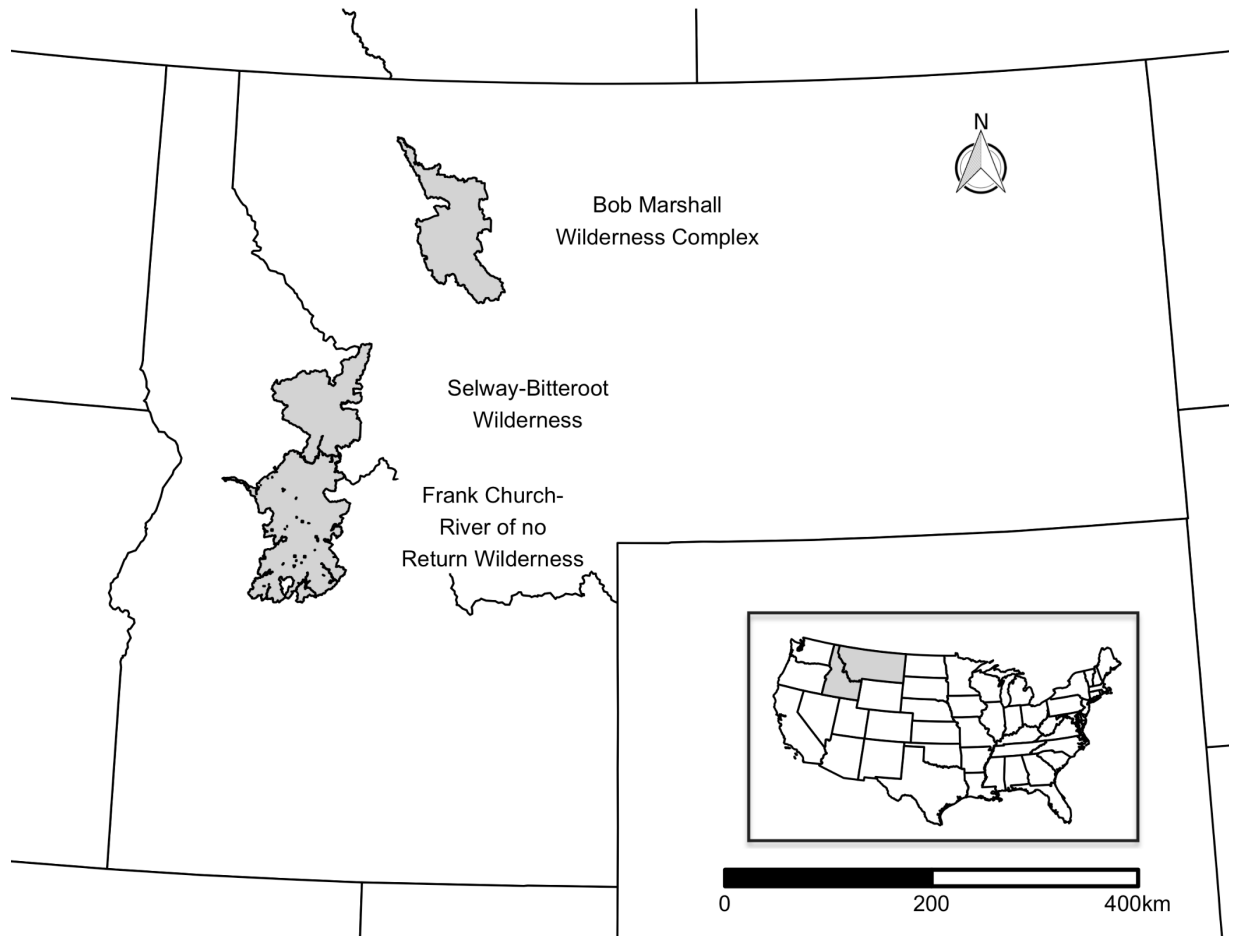 N
Bob Marshall
Wilderness Complex
Selway-Bitteroot
Wilderness
Frank Church-
River of no
Return Wilderness
0 200 400km